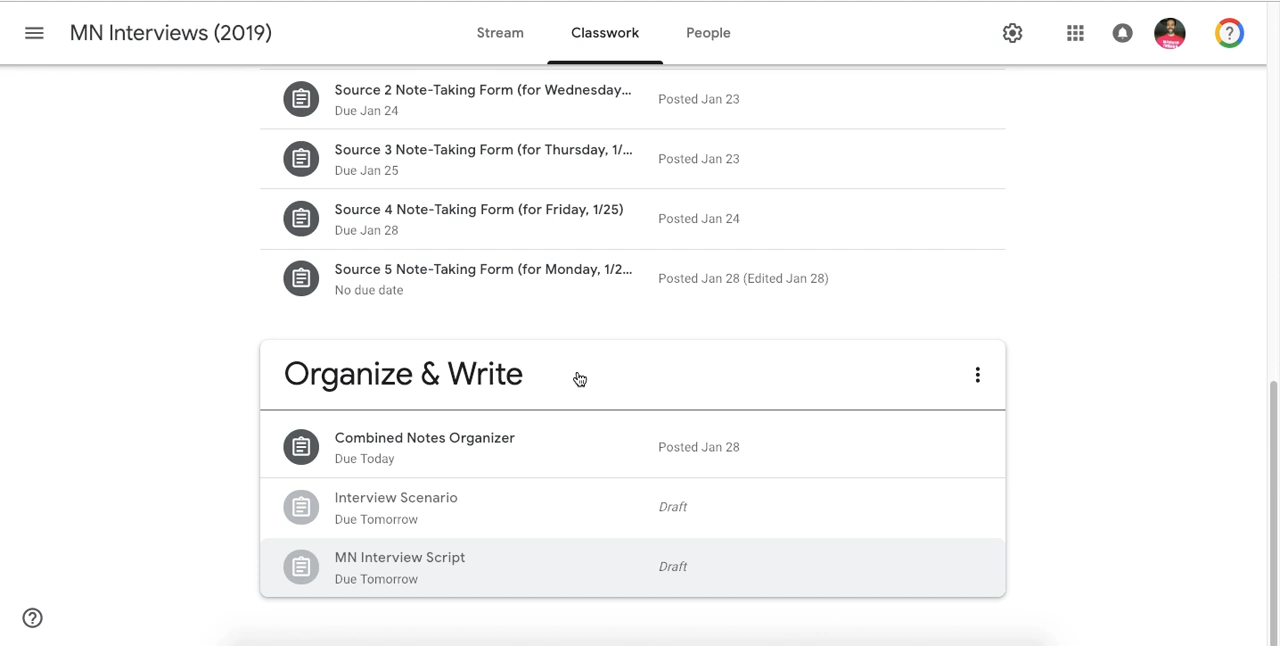 MN Interviews (2019)
Stream
Classwork
People
Source 2 Note-Taking Form (for Wednesday...
Due Jan 24
Posted Jan 23
Source 3 Note-Taking Form (for Thursday, 1/...
Due Jan 25
Posted Jan 23
Source 4 Note-Taking Form (for Friday, 1/25)
Due Jan 28
Posted Jan 24
Source 5 Note-Taking Form (for Monday, 1/2...
No due date
Posted Jan 28 (Edited Jan 28)
Organize & Write
Combined Notes Organizer
Due Today
Posted Jan 28
Interview Scenario
Due Tomorrow
Draft
MN Interview Script
Due Tomorrow
Draft